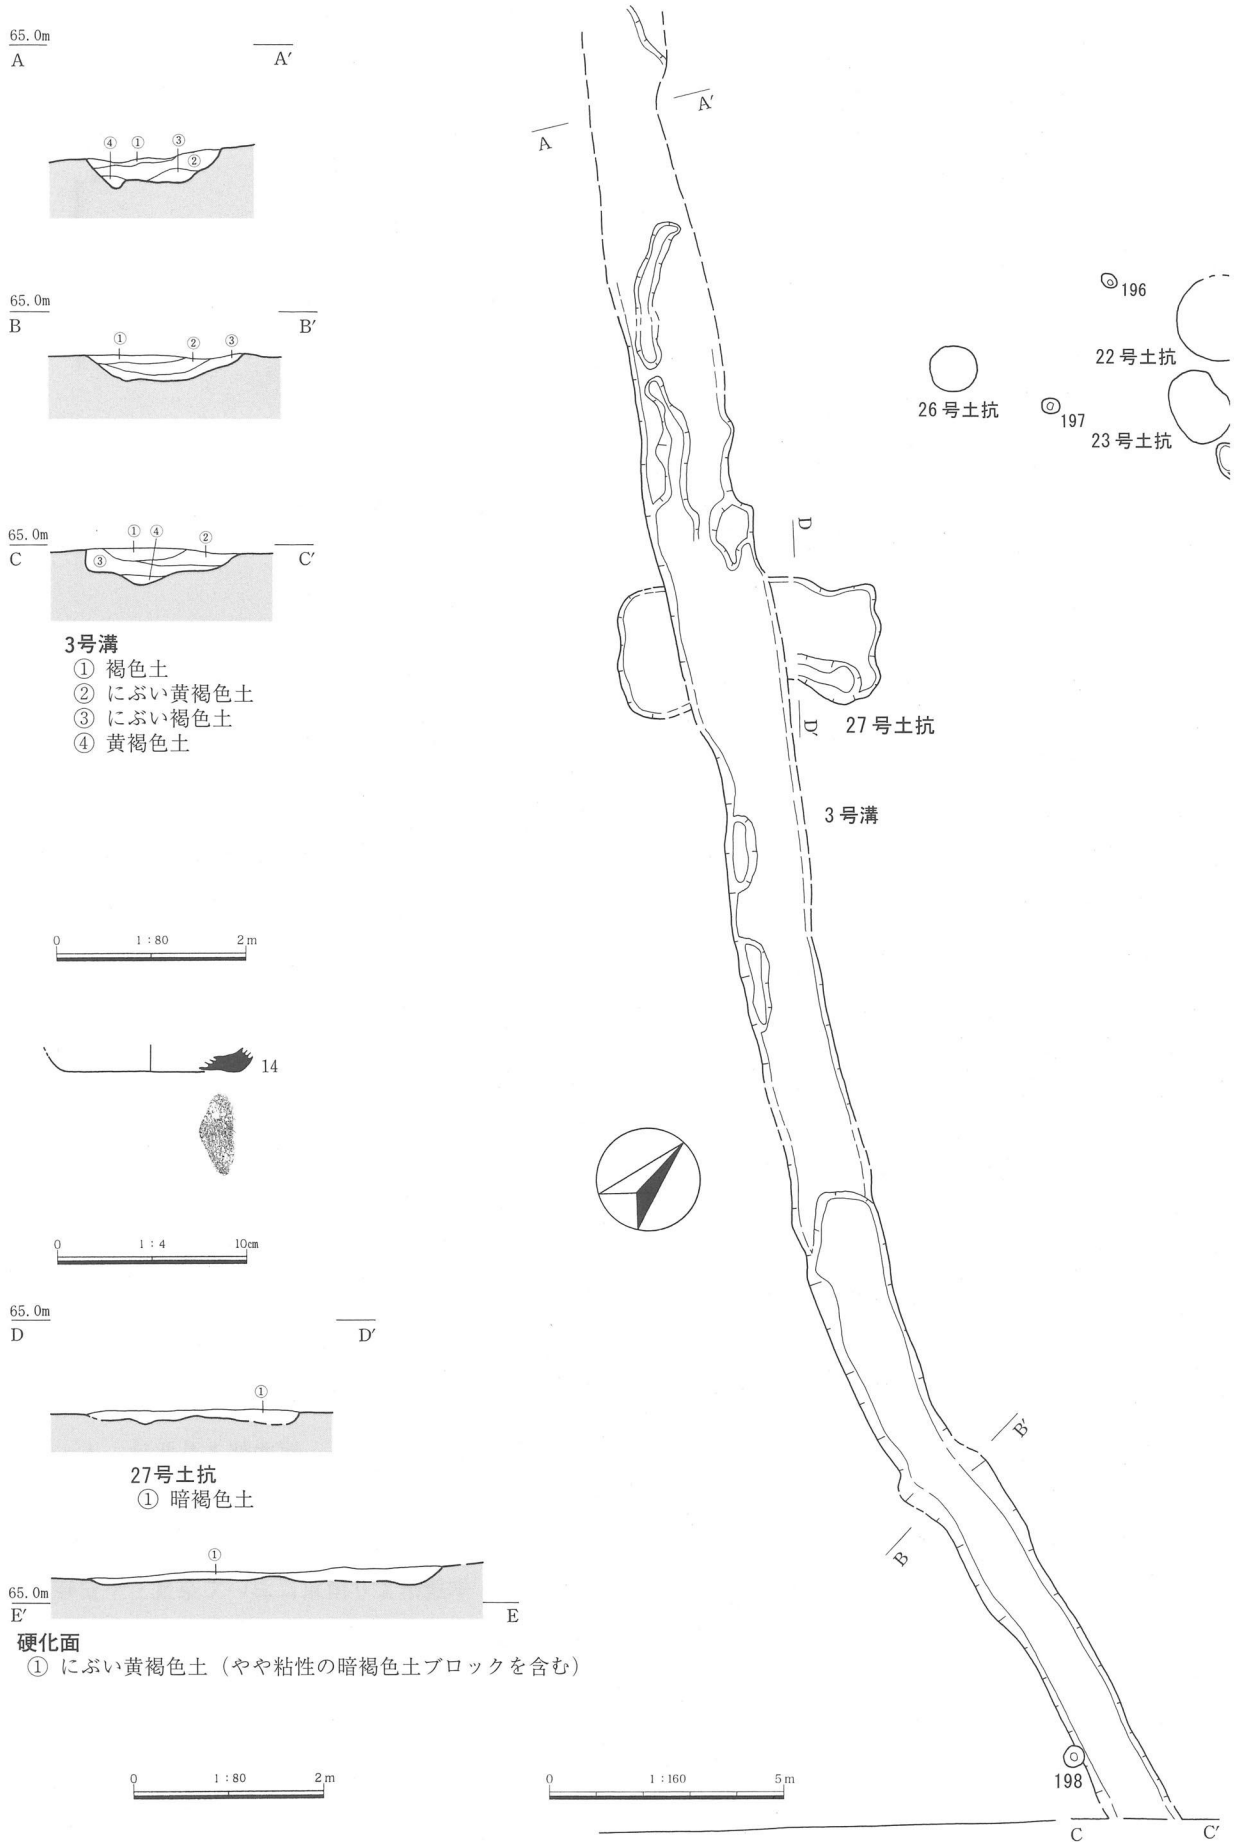 65.0m
A A′
④ ① ③
②
65.0m
B B′
① ② ③
65.0m
C C′
① ④ ②
③
3号溝
① 褐色土
② にぶい黄褐色土
③ にぶい褐色土
④ 黄褐色土
0 1:80 2m
14
0 1:4 10cm
65.0m
D D′
①
27号土抗
① 暗褐色土
①
65.0m
E′ E
硬化面
① にぶい黄褐色土（やや粘性の暗褐色土ブロックを含む）
0 1:80 2m
A A′
196
22号土抗
26号土抗
197
23号土抗
D
D′
27号土抗
3号溝
B′
B
198
0 1:160 5m
C C′